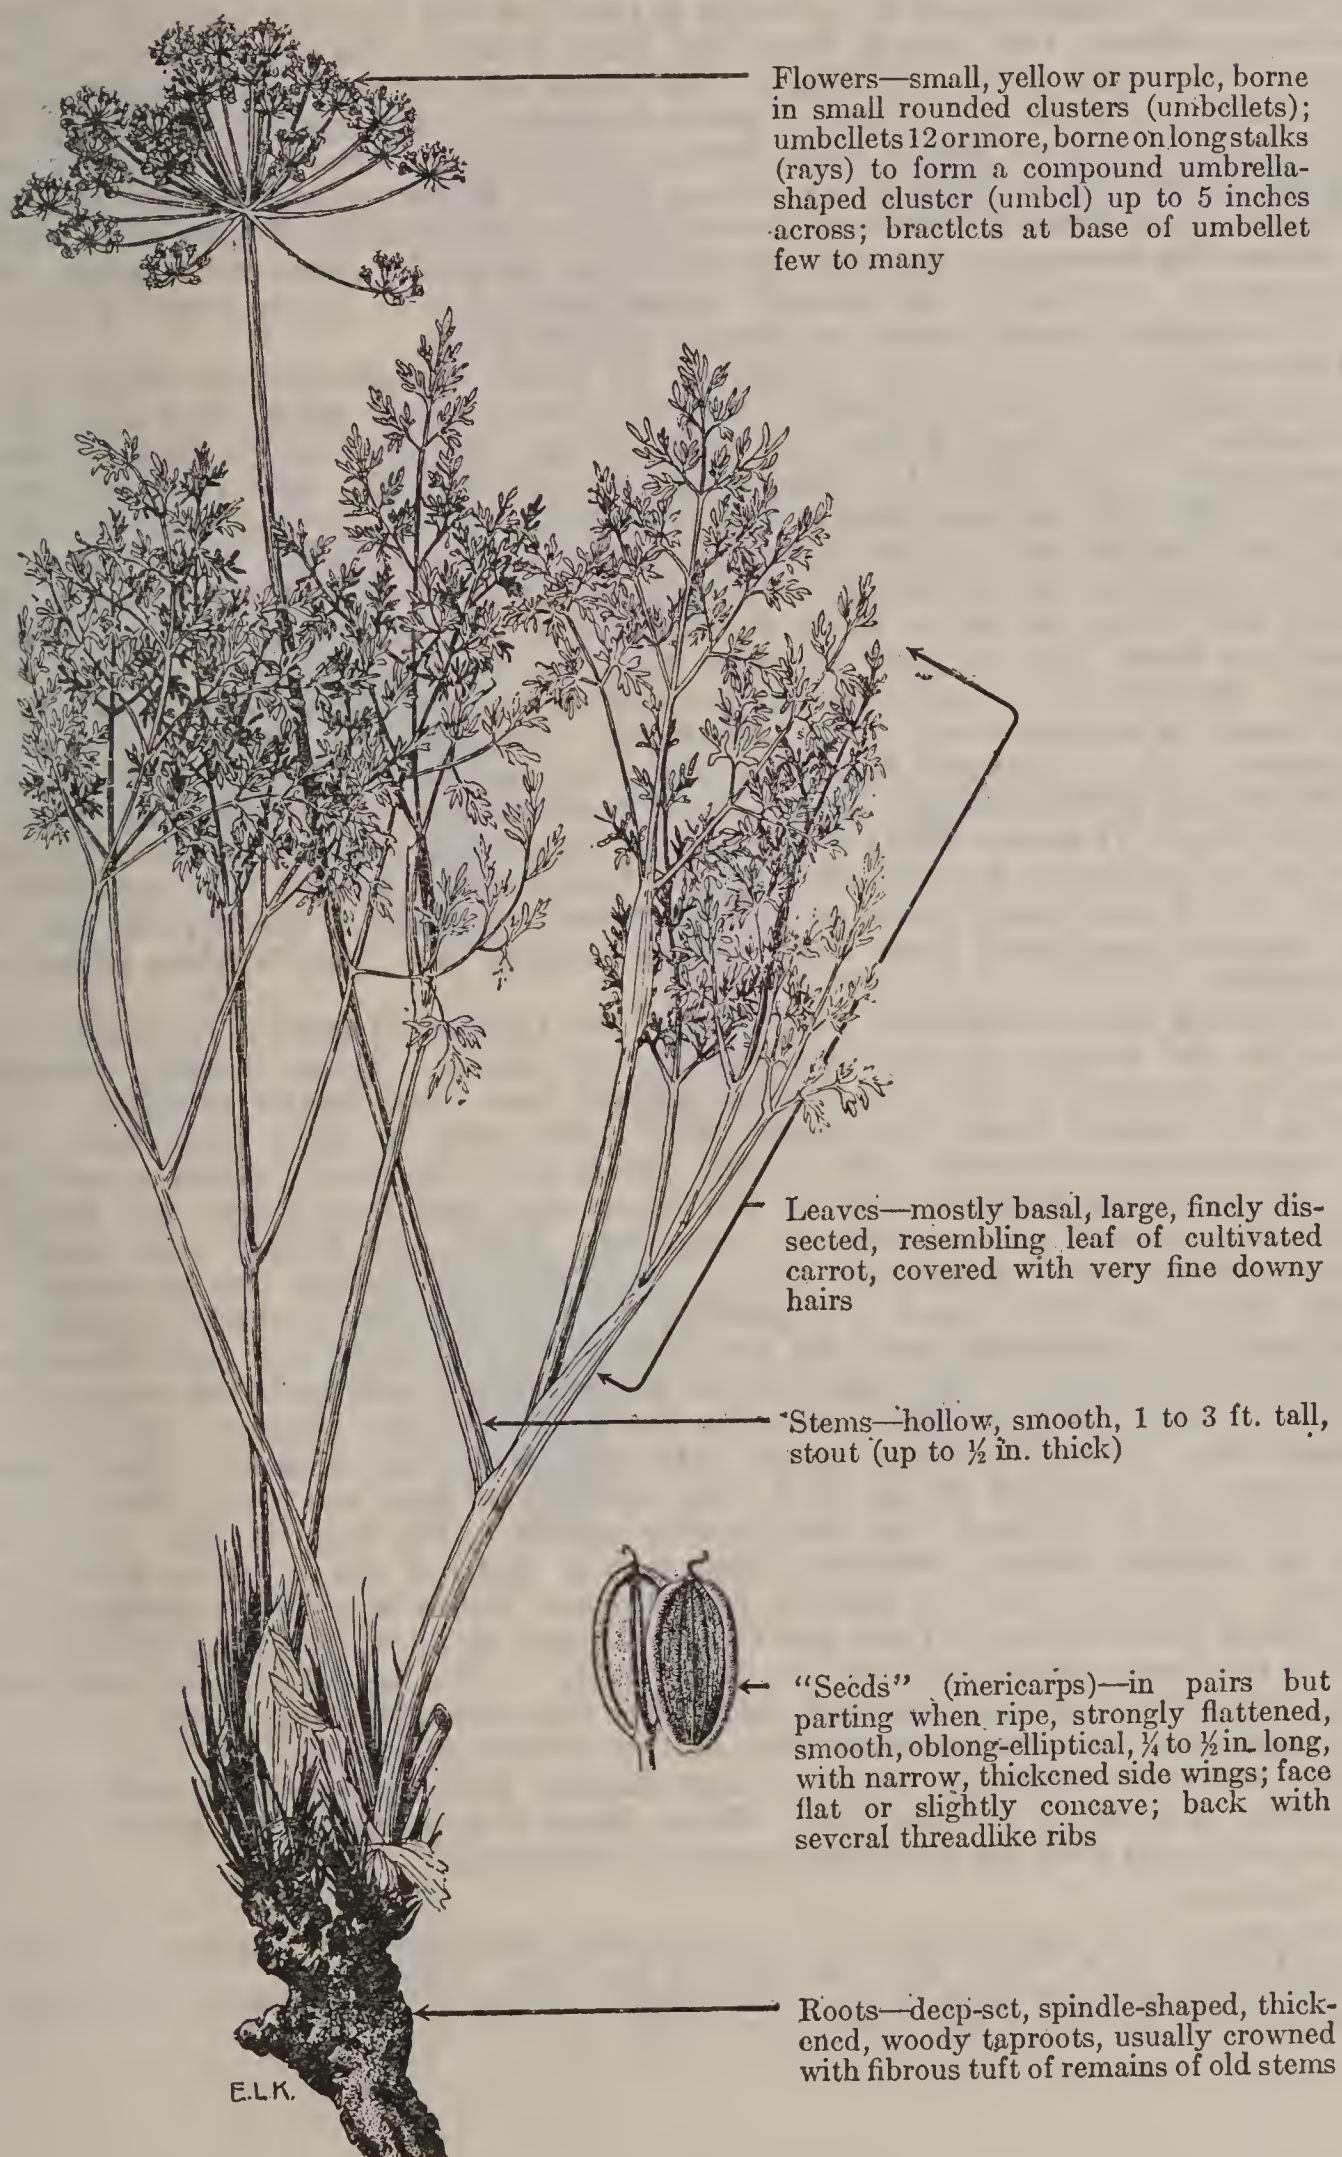 Flowers—small, yellow or purple, borne
in small rounded clusters (umbellets);
umbellets 12 or more, borne on long stalks
(rays) to form a compound umbrella-
shaped cluster (umbel) up to 5 inches
across; bractlets at base of umbellet
few to many
Leaves—mostly basal, large, finely dis-
sected, resembling leaf of cultivated
carrot, covered with very fine downy
hairs
Stems—hollow, smooth, 1 to 3 ft. tall,
stout (up to ½ in. thick)
“Seeds” (mericarps)—in pairs but
parting when ripe, strongly flattened,
smooth, oblong-elliptical, ¼ to ½ in. long,
with narrow, thickened side wings; face
flat or slightly concave; back with
several threadlike ribs
Roots—deep-set, spindle-shaped, thick-
ened, woody taproots, usually crowned
with fibrous tuft of remains of old stems
E.L.K.